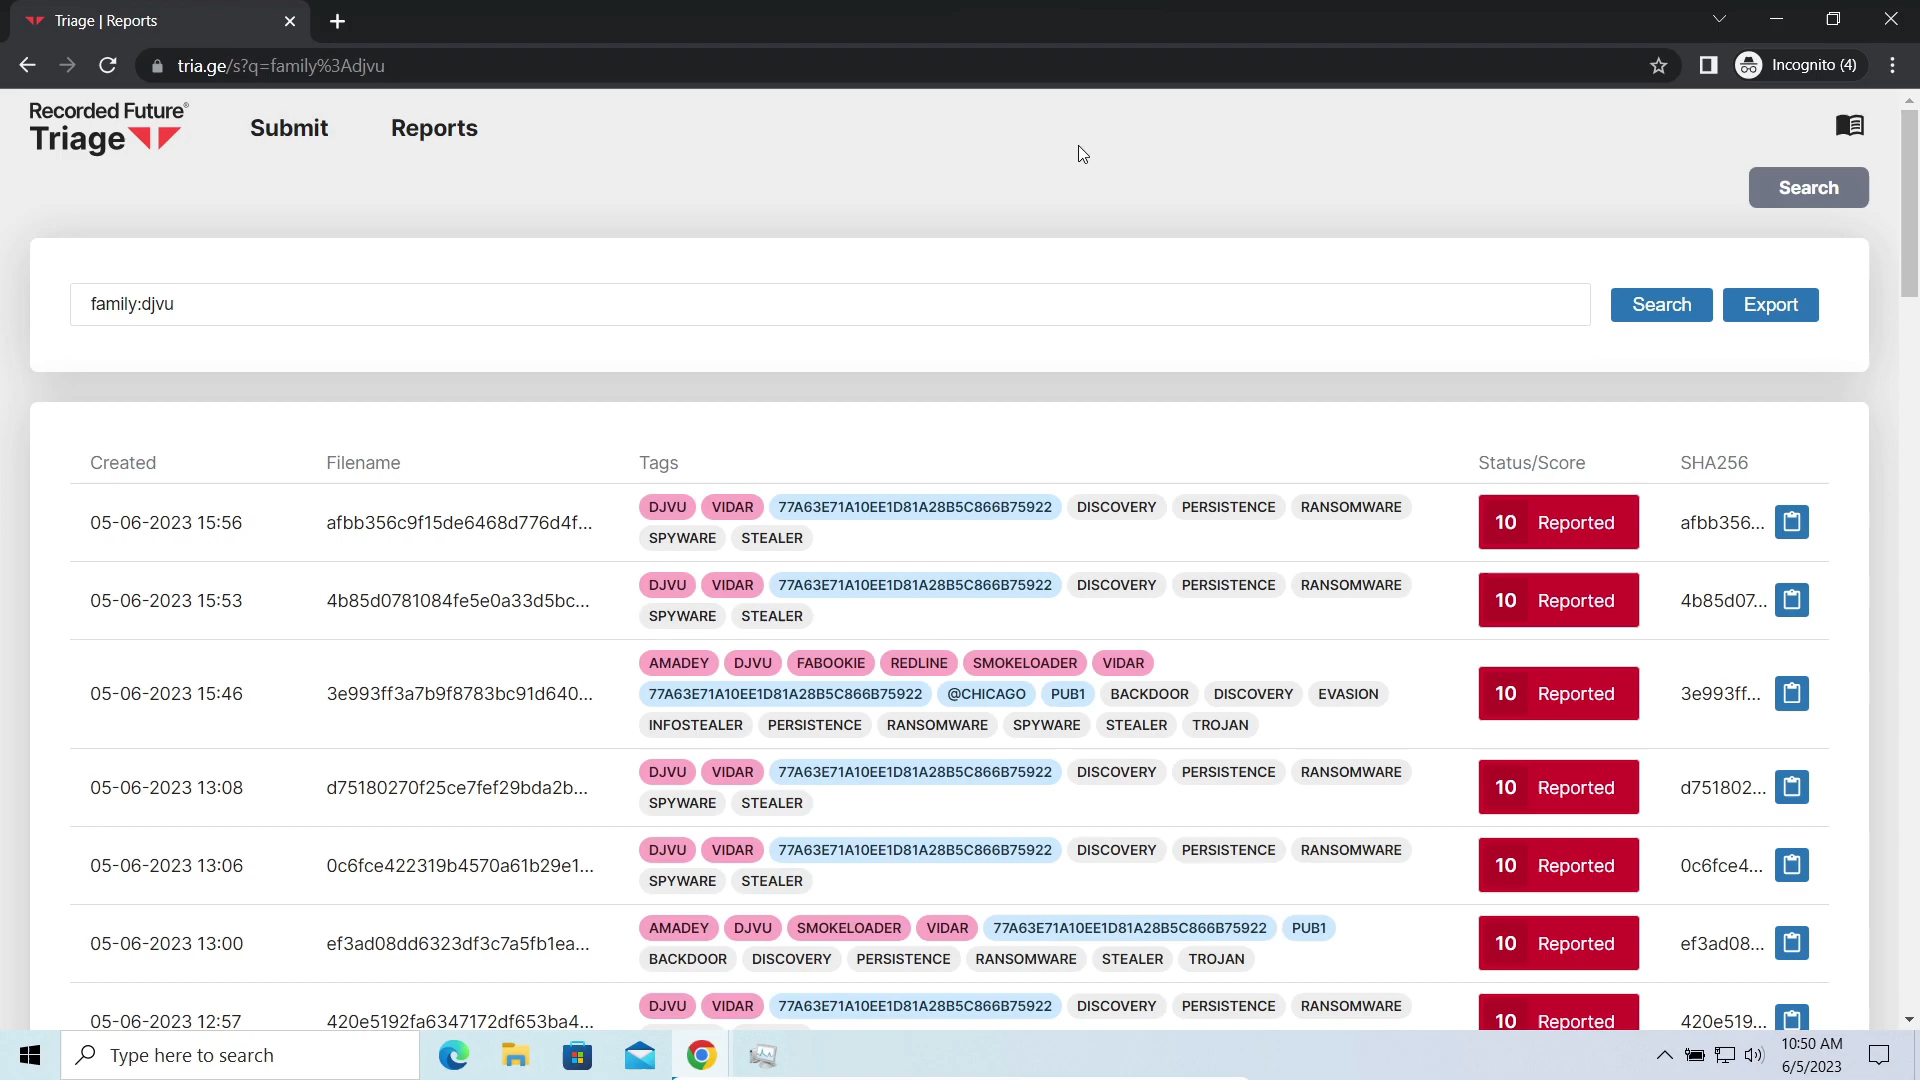 Triage | Reports
tria.ge/s?q=family%3Adjvu
Incognito (4)
Recorded Future®
Triage
Submit Reports
Search
family:djvu Search Export
Created Filename Tags Status/Score SHA256
05-06-2023 15:56 afbb356c9f15de6468d776d4f... DJVU VIDAR 77A63E71A10EE1D81A28B5C866B75922 DISCOVERY PERSISTENCE RANSOMWARE 10 Reported afbb356...
SPYWARE STEALER
05-06-2023 15:53 4b85d0781084fe5e0a33d5bc... DJVU VIDAR 77A63E71A10EE1D81A28B5C866B75922 DISCOVERY PERSISTENCE RANSOMWARE 10 Reported 4b85d07...
SPYWARE STEALER
AMADEY DJVU FABOOKIE REDLINE SMOKELOADER VIDAR
05-06-2023 15:46 3e993ff3a7b9f8783bc91d640... 77A63E71A10EE1D81A28B5C866B75922 @CHICAGO PUB1 BACKDOOR DISCOVERY EVASION 10 Reported 3e993ff...
INFOSTEALER PERSISTENCE RANSOMWARE SPYWARE STEALER TROJAN
05-06-2023 13:08 d75180270f25ce7fef29bda2b... DJVU VIDAR 77A63E71A10EE1D81A28B5C866B75922 DISCOVERY PERSISTENCE RANSOMWARE 10 Reported d751802...
SPYWARE STEALER
05-06-2023 13:06 0c6fce422319b4570a61b29e1... DJVU VIDAR 77A63E71A10EE1D81A28B5C866B75922 DISCOVERY PERSISTENCE RANSOMWARE 10 Reported 0c6fce4...
SPYWARE STEALER
05-06-2023 13:00 ef3ad08dd6323df3c7a5fb1ea... AMADEY DJVU SMOKELOADER VIDAR 77A63E71A10EE1D81A28B5C866B75922 PUB1 10 Reported ef3ad08...
BACKDOOR DISCOVERY PERSISTENCE RANSOMWARE STEALER TROJAN
05-06-2023 12:57 420e5192fa6347172df653ba4... DJVU VIDAR 77A63E71A10EE1D81A28B5C866B75922 DISCOVERY PERSISTENCE RANSOMWARE 10 Reported 420e519...
Type here to search
10:50 AM
6/5/2023